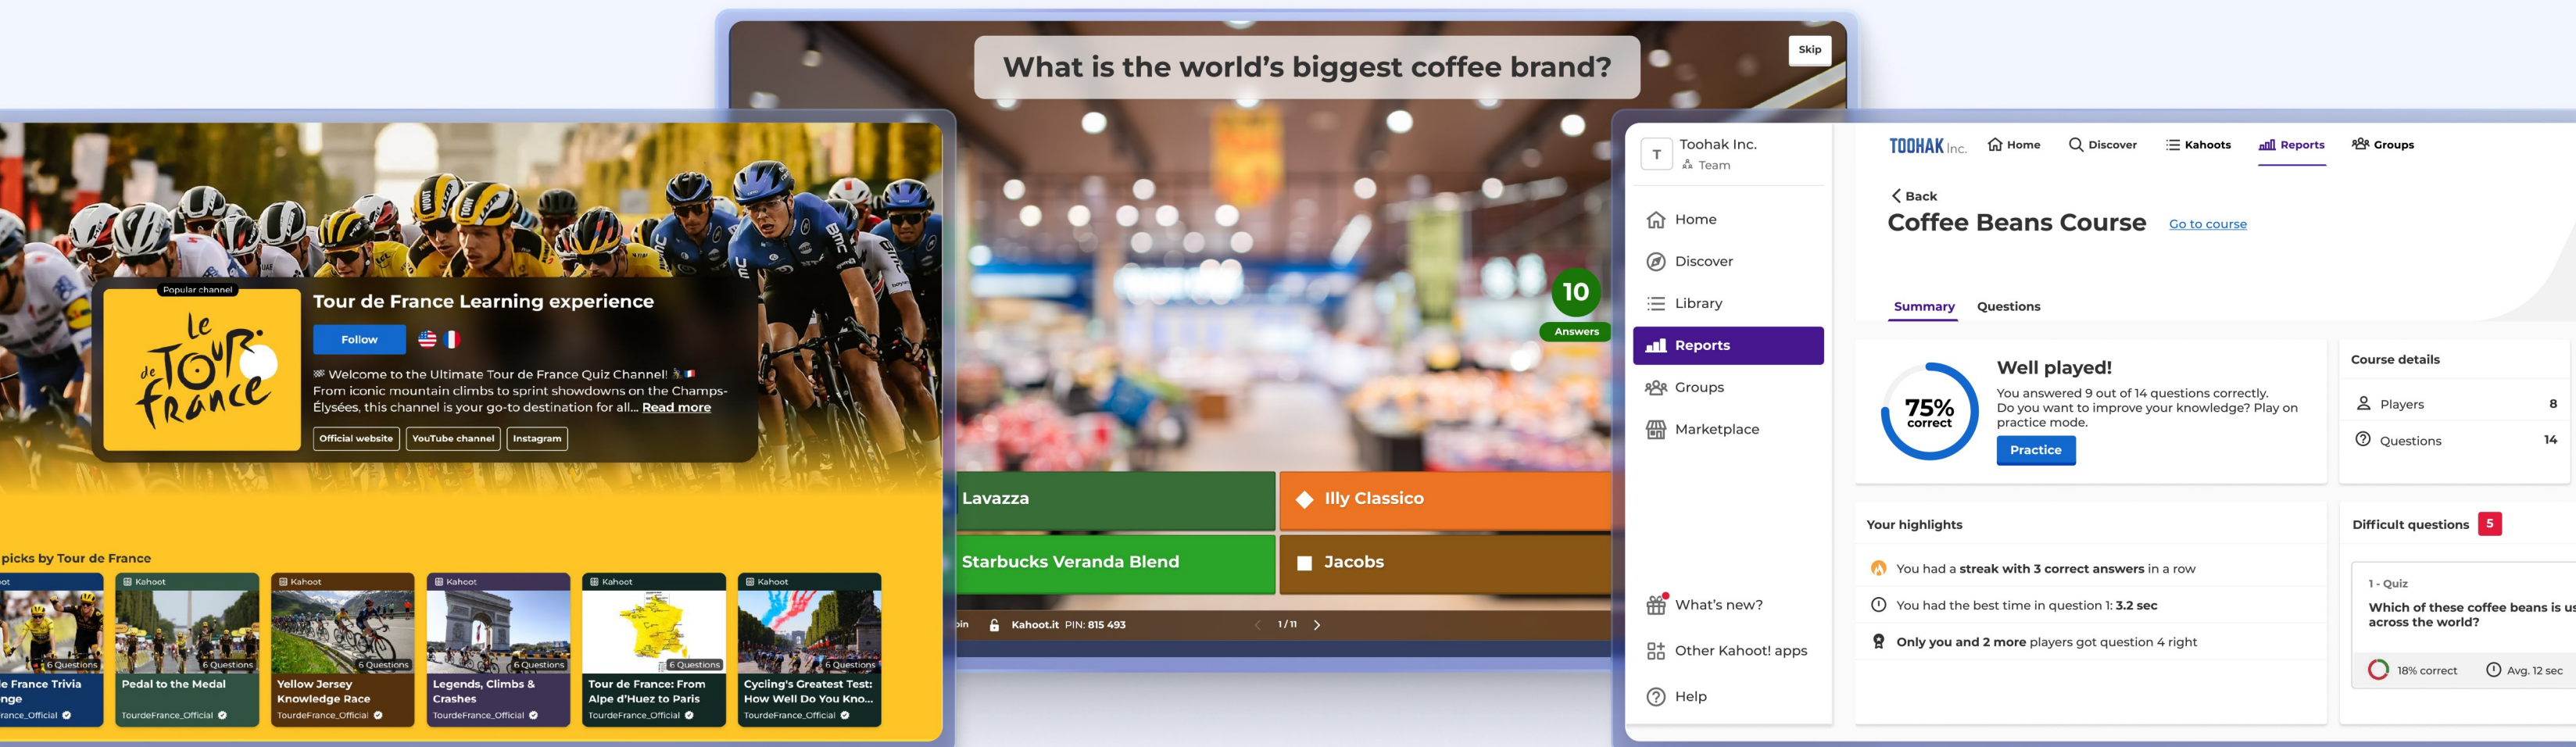 What is the world's biggest coffee brand?
Skip
10
Answers
Lavazza
Illy Classico
Starbucks Veranda Blend
Jacobs
Kahoot.it PIN: 815 493
1/11
Popular channel
Le
TOUR
de
FRANCE
Tour de France Learning experience
Follow
Welcome to the Ultimate Tour de France Quiz Channel!
From iconic mountain climbs to sprint showdowns on the Champs-
Élysées, this channel is your go-to destination for all... Read more
Official website
YouTube channel
Instagram
WOUT
TONY
BMC
picks by Tour de France
Kahoot
6 Questions
Pedal to the Medal
TourdeFrance_Official
Kahoot
6 Questions
Yellow Jersey
Knowledge Race
TourdeFrance_Official
Kahoot
6 Questions
Legends, Climbs &
Crashes
TourdeFrance_Official
Kahoot
6 Questions
Tour de France: From
Alpe d'Huez to Paris
TourdeFrance_Official
Kahoot
6 Questions
Cycling's Greatest Test:
How Well Do You Kno...
TourdeFrance_Official
6 Questions
France Trivia
T
Toohak Inc.
Team
Home
Discover
Library
Reports
Groups
Marketplace
What's new?
Other Kahoot! apps
Help
TOOHAK Inc.
Home
Discover
Kahoots
Reports
Groups
Back
Coffee Beans Course
Go to course
Summary
Questions
75%
correct
Well played!
You answered 9 out of 14 questions correctly.
Do you want to improve your knowledge? Play on
practice mode.
Practice
Course details
Players 8
Questions 14
Your highlights
You had a streak with 3 correct answers in a row
You had the best time in question 1: 3.2 sec
Only you and 2 more players got question 4 right
Difficult questions 5
1 - Quiz
Which of these coffee beans is us
across the world?
18% correct
Avg. 12 sec